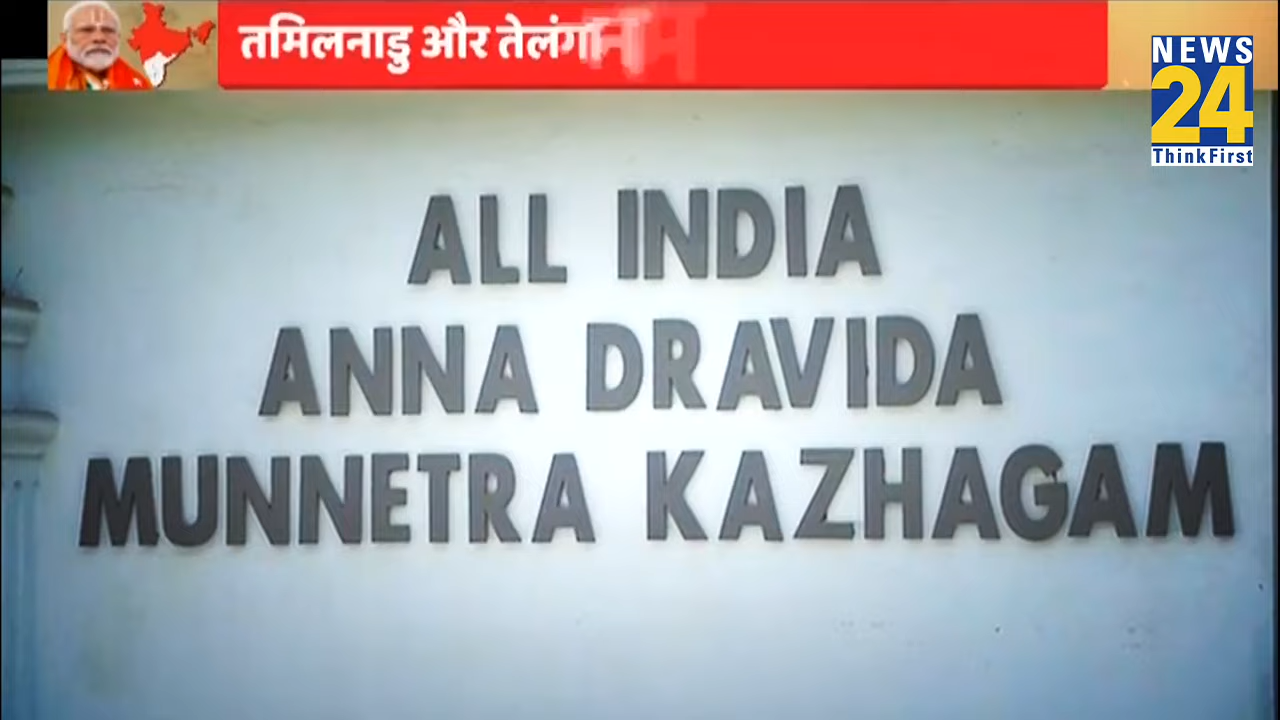 तमिलनाडु और
NEWS
24
ThinkFirst
ALL INDIA
ANNA DRAVIDA
MUNNETRA KAZHAGAM